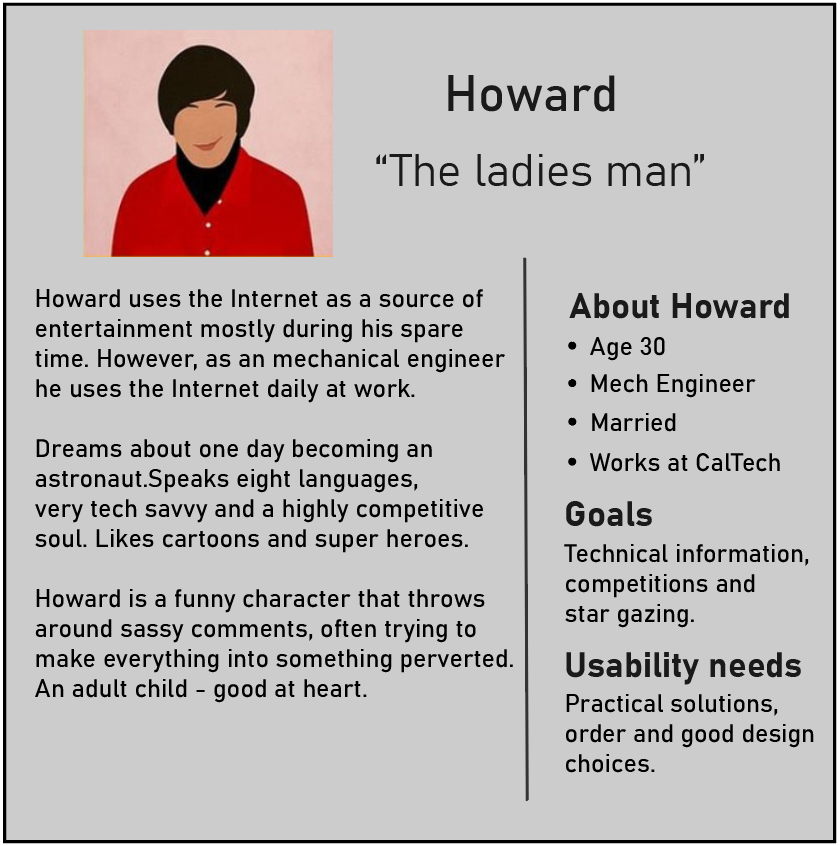 Howard
“The ladies man”
Howard uses the Internet as a source of
entertainment mostly during his spare
time. However, as an mechanical engineer
he uses the Internet daily at work.
Dreams about one day becoming an
astronaut.Speaks eight languages,
very tech savvy and a highly competitive
soul. Likes cartoons and super heroes.
Howard is a funny character that throws
around sassy comments, often trying to
make everything into something perverted.
An adult child - good at heart.
About Howard
• Age 30
• Mech Engineer
• Married
• Works at CalTech
Goals
Technical information,
competitions and
star gazing.
Usability needs
Practical solutions,
order and good design
choices.